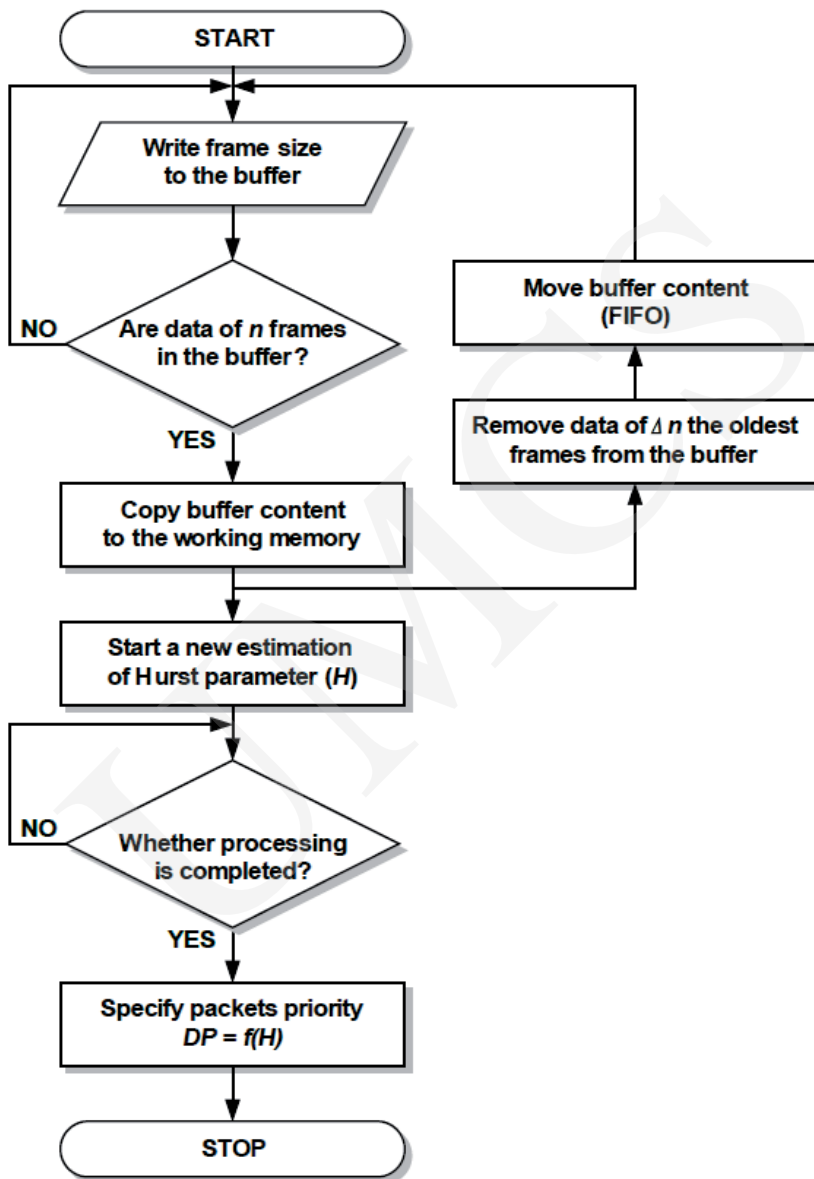 START
Write frame size
to the buffer
Are data of n frames
in the buffer?
NO
YES
Copy buffer content
to the working memory
Move buffer content
(FIFO)
Remove data of Δ n the oldest
frames from the buffer
Start a new estimation
of Hurst parameter (H)
Whether processing
is completed?
NO
YES
Specify packets priority
DP = f(H)
STOP
UMCS